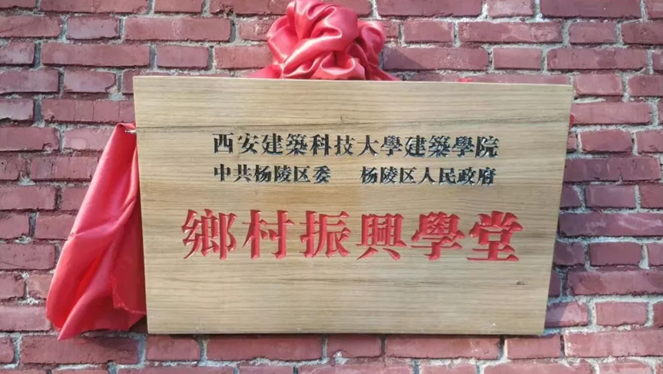 西安建築科技大學建築學院
中共杨陵区委 杨陵区人民政府
鄉村振興學堂